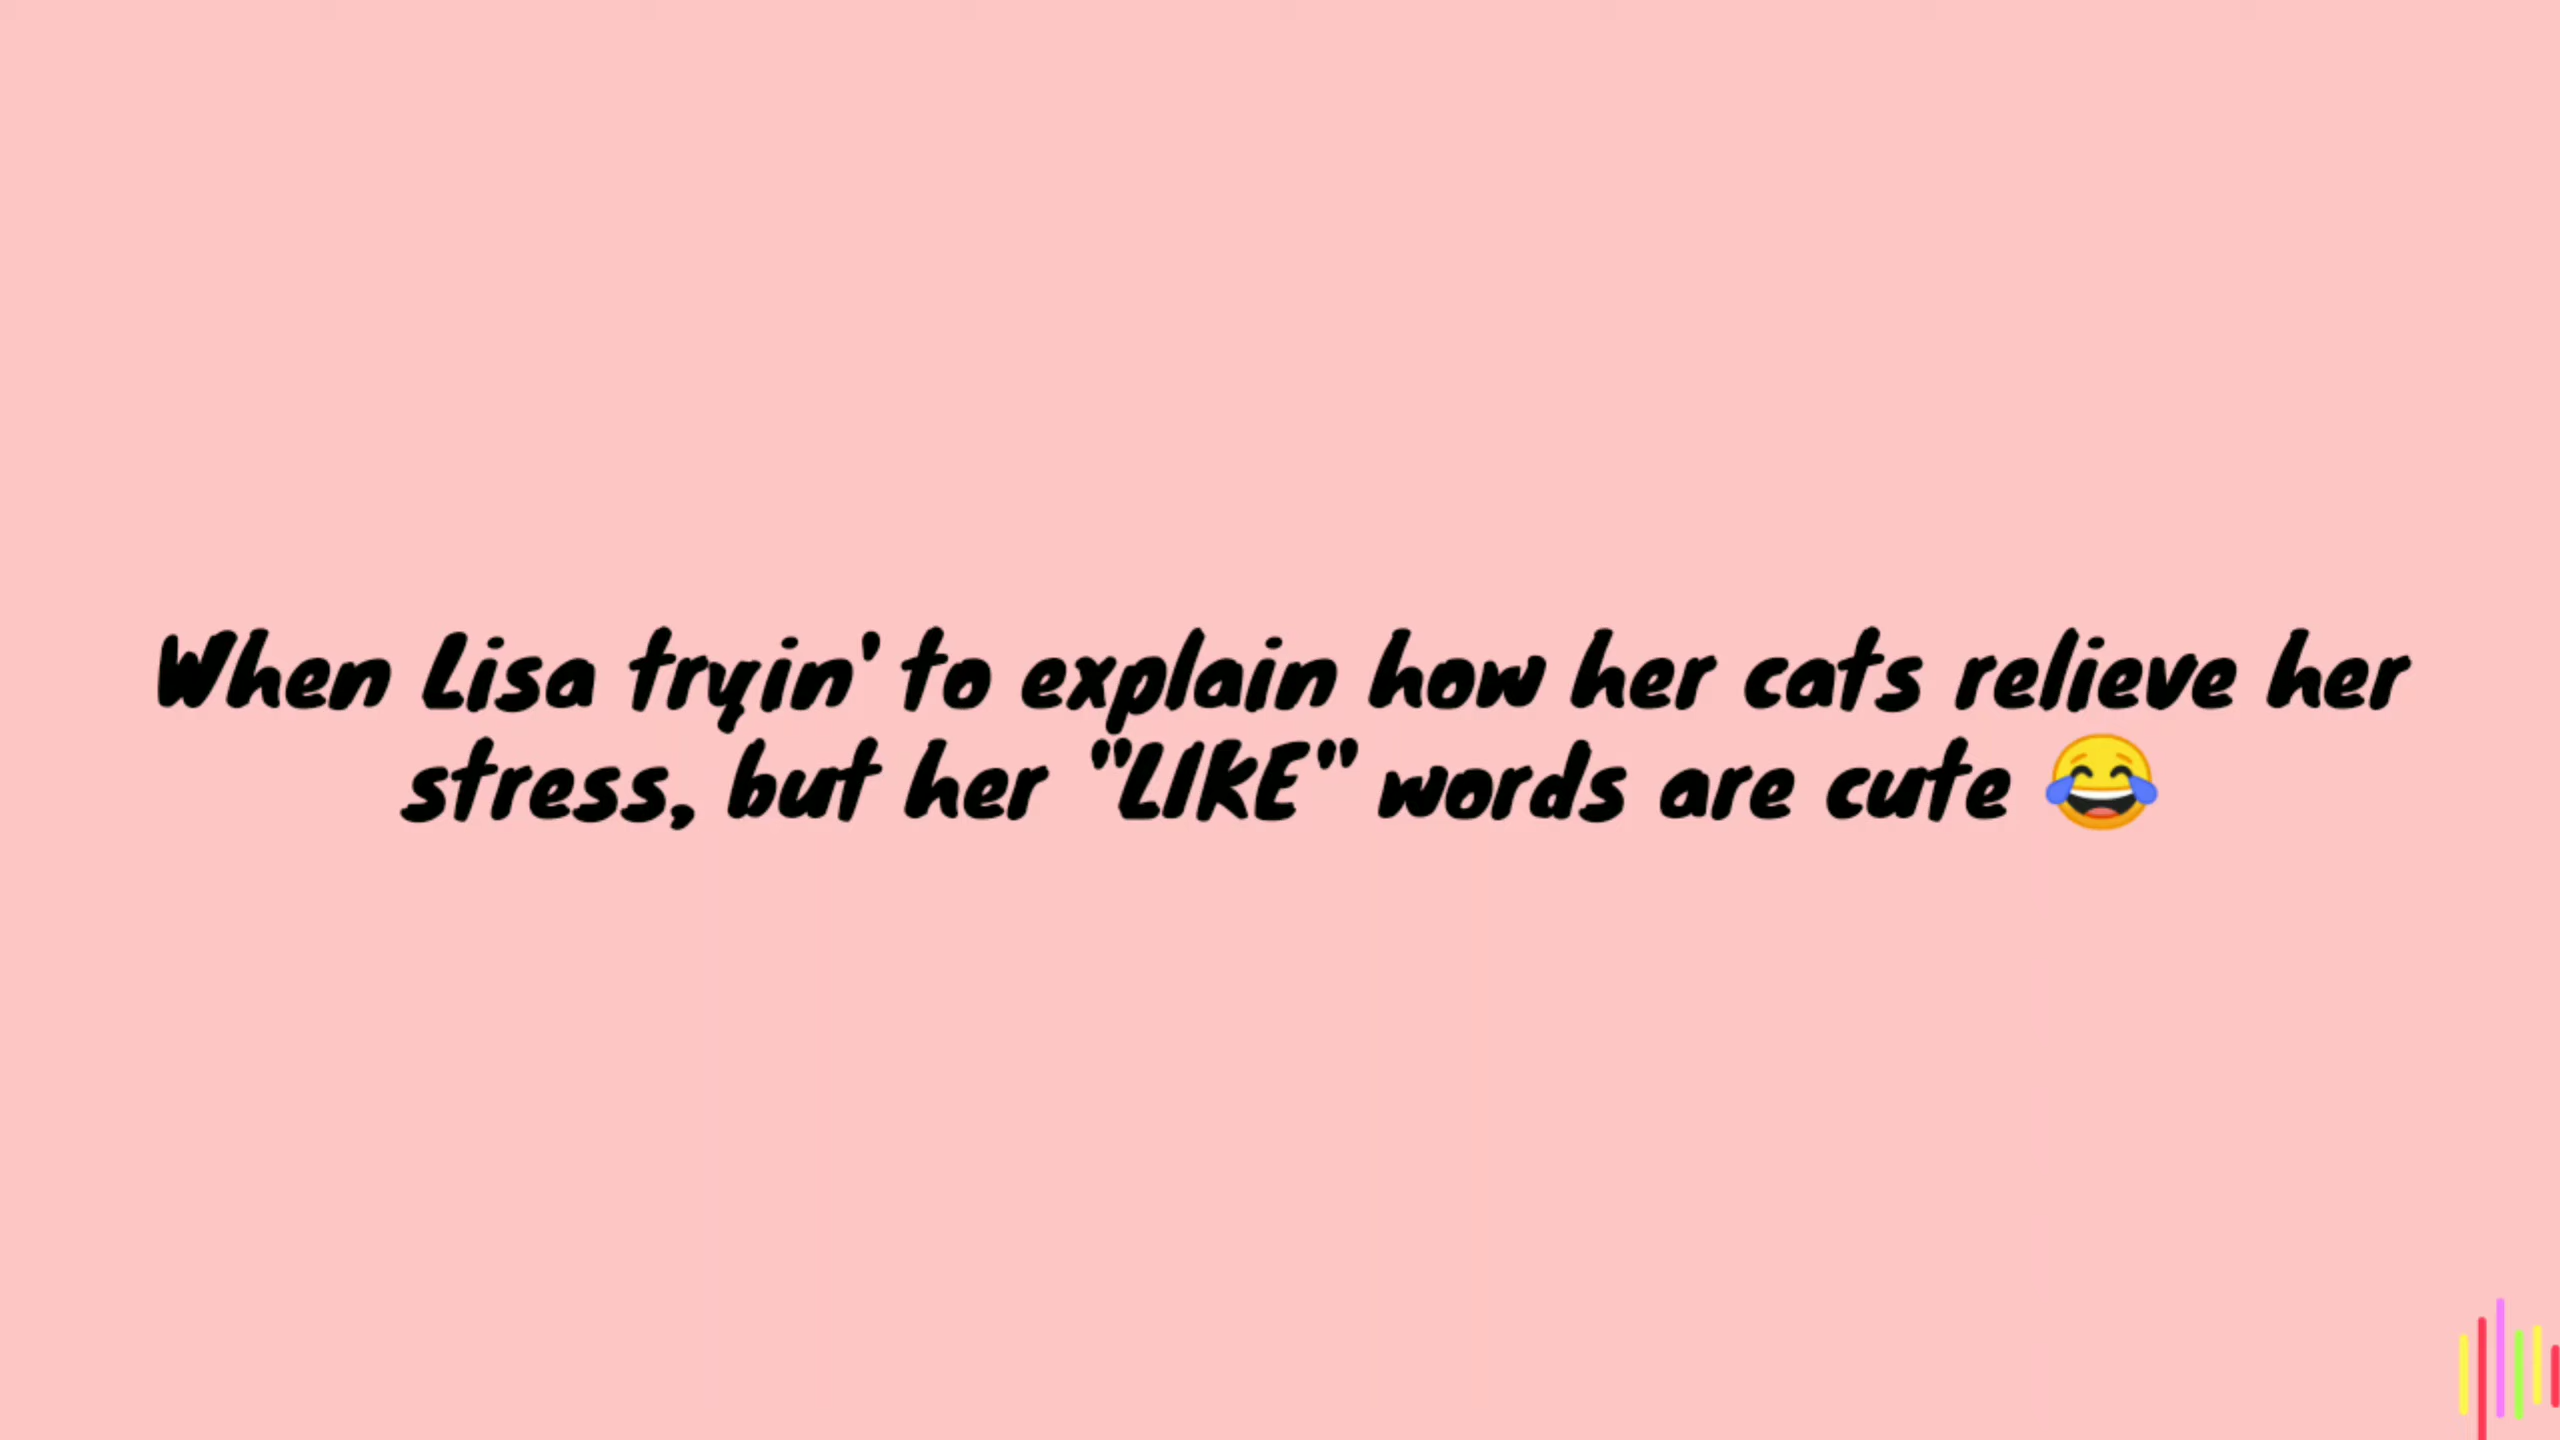 When Lisa tryin' to explain how her cats relieve her
stress, but her "LIKE" words are cute 😂